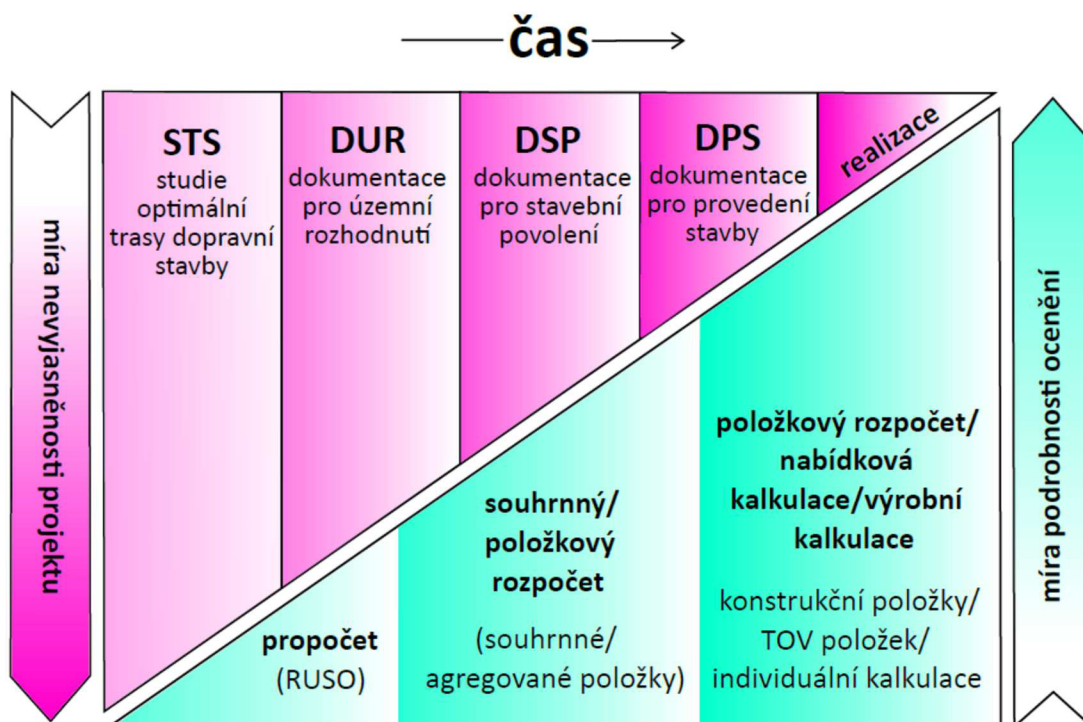 čas
STS
studie
optimální
trasy dopravní
stavby
DUR
dokumentace
pro územní
rozhodnutí
DSP
dokumentace
pro stavební
povolení
DPS
dokumentace
pro provedení
stavby
realizace
míra nevyjasněnosti projektu
propočet
(RUSO)
souhrnný/
položkový
rozpočet
(souhrnné/
agregované položky)
položkový rozpočet/
nabídková
kalkulace/výrobní
kalkulace
konstrukční položky/
TOV položek/
individuální kalkulace
míra podrobnosti ocenění